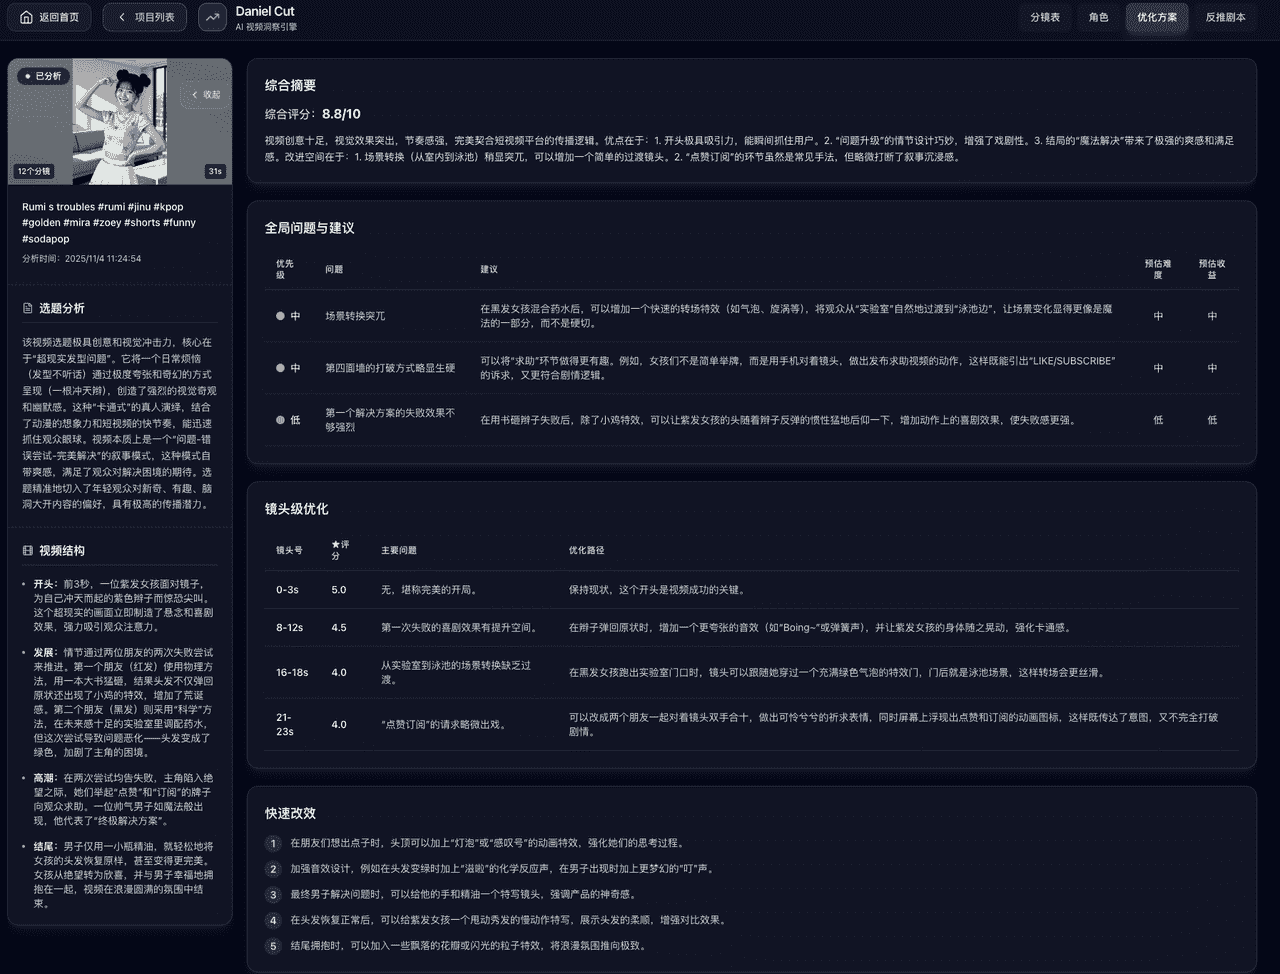 返回首页
项目列表
Daniel Cut
AI 视频洞察引擎
分镜表
角色
优化方案
反推剧本
已分析
收起
12个分镜
31s
Rumi s troubles #rumi #jinu #kpop
#golden #mira #zoey #shorts #funny
#sodapop
分析时间：2025/11/4 11:24:54
选题分析
该视频选题极具创意和视觉冲击力，核心在
于“超现实发型问题”。它将一个日常烦恼
（发型不听话）通过极度夸张和奇幻的方式
呈现（一根冲天辫），创造了强烈的视觉奇观
和幽默感。这种“卡通式”的真人演绎，结合
了动漫的想象力和短视频的快节奏，能迅速
抓住观众眼球。视频本质上是一个“问题-错
误尝试-完美解决”的叙事模式，这种模式自
带爽感，满足了观众对解决困境的期待。选
题精准地切入了年轻观众对新奇、有趣、脑
洞大开内容的偏好，具有极高的传播潜力。
视频结构
• 开头：前3秒，一位紫发女孩面对镜子，
为自己冲天而起的紫色辫子而惊恐尖叫。
这个超现实的画面立即制造了悬念和喜剧
效果，强力吸引观众注意力。
• 发展：情节通过两位朋友的两次失败尝试
来推进。第一个朋友（红发）使用物理方
法，用一本大书猛砸，结果头发不仅弹回
原状还出现了小鸡的特效，增加了荒诞
感。第二个朋友（黑发）则采用“科学”方
法，在未来感十足的实验室里调配药水，
但这次尝试导致问题恶化——头发变成了
绿色，加剧了主角的困境。
• 高潮：在两次尝试均告失败，主角陷入绝
望之际，她们举起“点赞”和“订阅”的牌子
向观众求助。一位帅气男子如魔法般出
现，他代表了“终极解决方案”。
• 结尾：男子仅用一小瓶精油，就轻松地将
女孩的头发恢复原样，甚至变得更完美。
女孩从绝望转为欣喜，并与男子幸福地拥
抱在一起，视频在浪漫圆满的氛围中结
束。
综合摘要
综合评分：8.8/10
视频创意十足，视觉效果突出，节奏感强，完美契合短视频平台的传播逻辑。优点在于：1. 开头极具吸引力，能瞬间抓住用户。2. “问题升级”的情节设计巧妙，增强了戏剧性。3. 结局的“魔法解决”带来了极强的爽感和满足
感。改进空间在于：1. 场景转换（从室内到泳池）稍显突兀，可以增加一个简单的过渡镜头。2. “点赞订阅”的环节虽然是常见手法，但略微打断了叙事沉浸感。
全局问题与建议
优先
级
问题
建议
预估难
度
预估收
益
中
场景转换突兀
在黑发女孩混合药水后，可以增加一个快速的转场特效（如气泡、旋涡等），将观众从“实验室”自然地过渡到“泳池边”，让场景变化显得更像是魔
法的一部分，而不是硬切。
中
中
中
第四面墙的打破方式略显生硬
可以将“求助”环节做得更有趣。例如，女孩们不是简单举牌，而是用手机对着镜头，做出发布求助视频的动作，这样既能引出“LIKE/SUBSCRIBE”
的诉求，又更符合剧情逻辑。
中
中
低
第一个解决方案的失败效果不
够强烈
在用书砸辫子失败后，除了小鸡特效，可以让紫发女孩的头随着辫子反弹的惯性猛地后仰一下，增加动作上的喜剧效果，使失败感更强。
低
低
镜头级优化
镜头号
★评
分
主要问题
优化路径
0-3s
5.0
无，堪称完美的开局。
保持现状，这个开头是视频成功的关键。
8-12s
4.5
第一次失败的喜剧效果有提升空间。
在辫子弹回原状时，增加一个更夸张的音效（如“Boing~”或弹簧声），并让紫发女孩的身体随之晃动，强化卡通感。
16-18s
4.0
从实验室到泳池的场景转换缺乏过
渡。
在黑发女孩跑出实验室门口时，镜头可以跟随她穿过一个充满绿色气泡的特效门，门后就是泳池场景，这样转场会更丝滑。
21-
23s
4.0
“点赞订阅”的请求略微出戏。
可以改成两个朋友一起对着镜头双手合十，做出可怜兮兮的祈求表情，同时屏幕上浮现出点赞和订阅的动画图标，这样既传达了意图，又不完全打破
剧情。
快速改效
1 在朋友们想出点子时，头顶可以加上“灯泡”或“感叹号”的动画特效，强化她们的思考过程。
2 加强音效设计，例如在头发变绿时加上“滋啦”的化学反应声，在男子出现时加上更梦幻的“叮”声。
3 最终男子解决问题时，可以给他的手和精油一个特写镜头，强调产品的神奇感。
4 在头发恢复正常后，可以给紫发女孩一个甩动秀发的慢动作特写，展示头发的柔顺，增强对比效果。
5 结尾拥抱时，可以加入一些飘落的花瓣或闪光的粒子特效，将浪漫氛围推向极致。